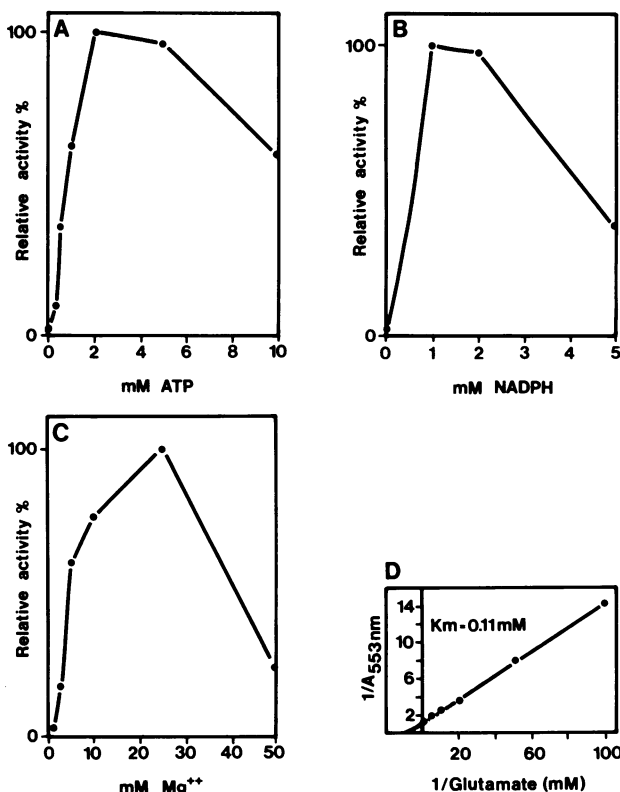 A
100
0
Relative activity %
0 2 4 6 8 10
mM ATP
B
100
0
Relative activity %
0 1 2 3 4 5
mM NADPH
C
100
0
Relative activity %
0 10 20 30 40 50
mM Mg++
D
14
10
6
2
1/A553nm
Km-0.11mM
20 60 100
1/Glutamate (mM)